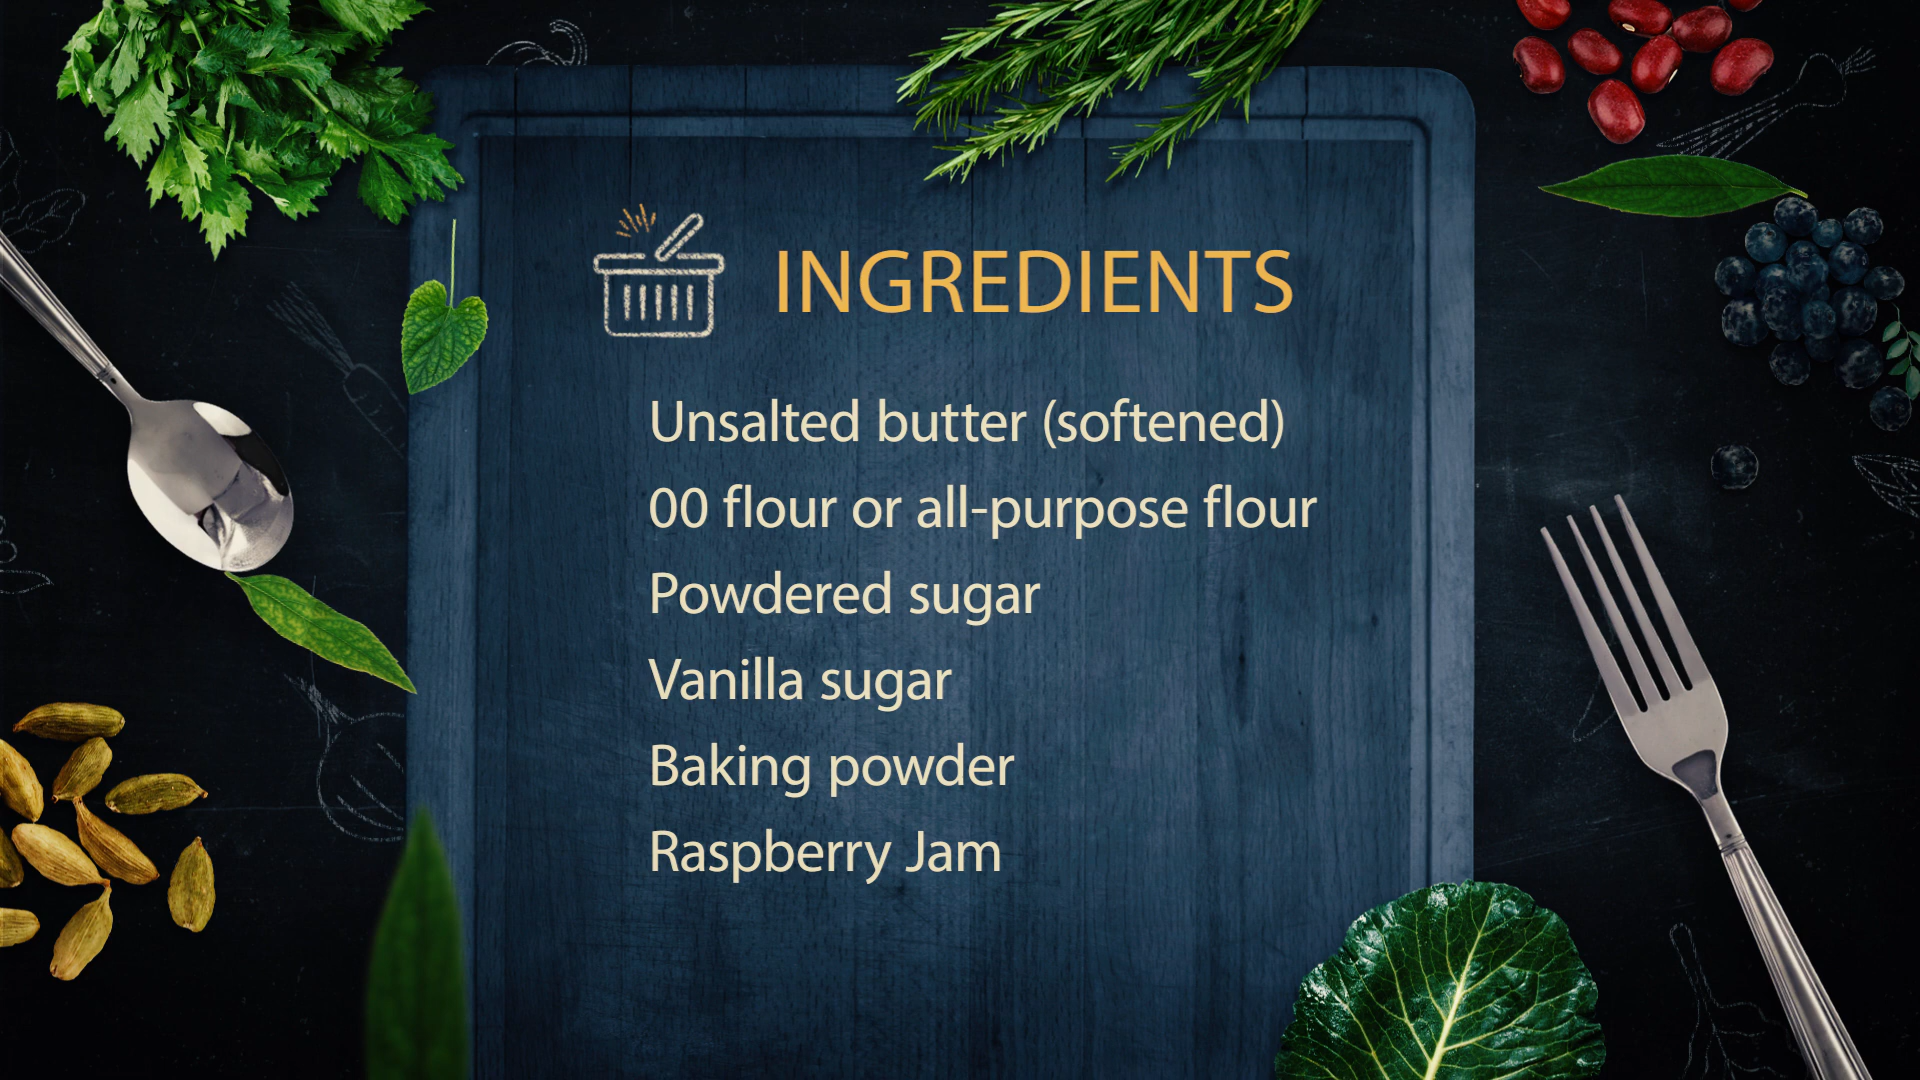 INGREDIENTS
Unsalted butter (softened)
00 flour or all-purpose flour
Powdered sugar
Vanilla sugar
Baking powder
Raspberry Jam